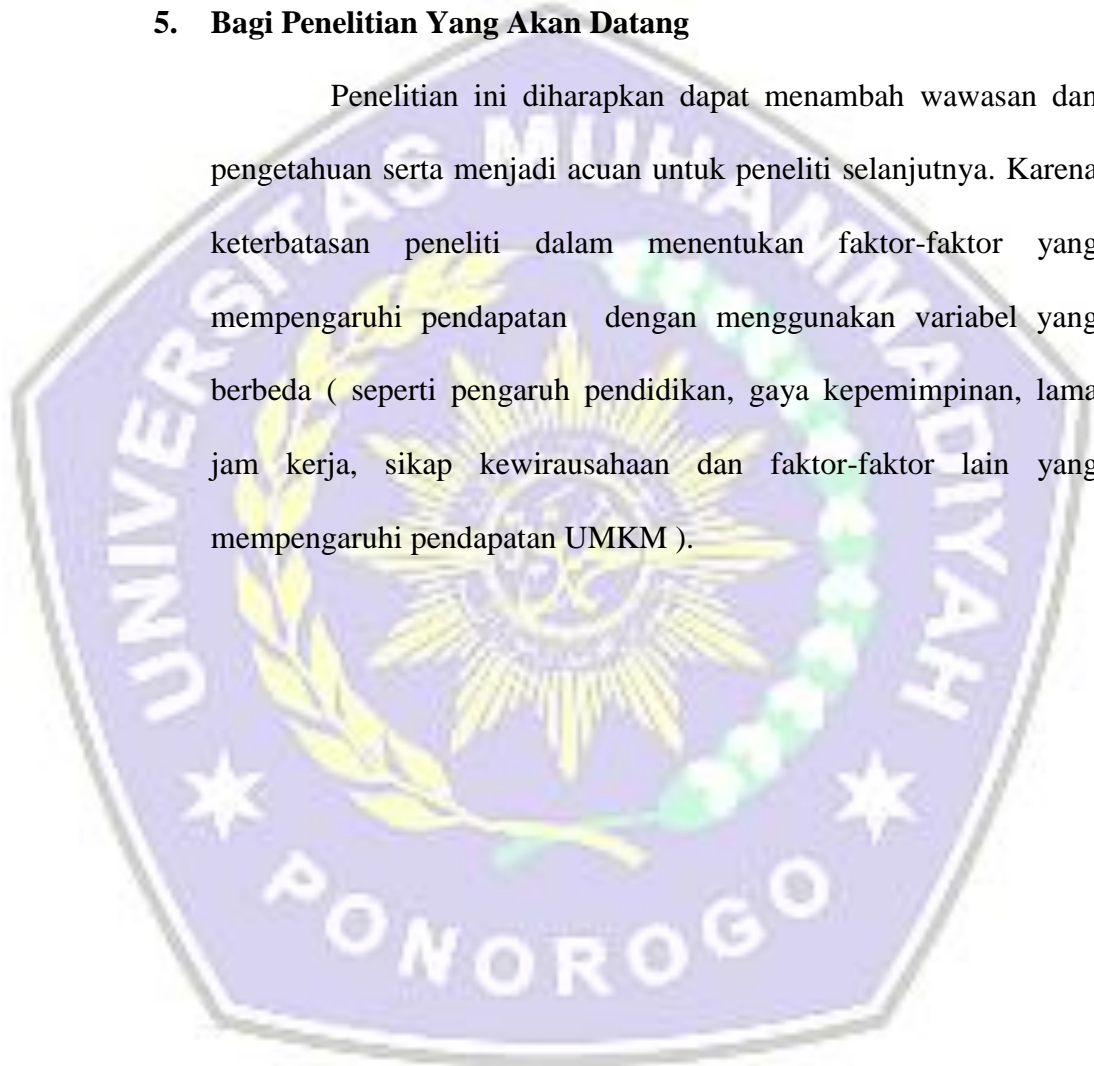 5. Bagi Penelitian Yang Akan Datang
Penelitian ini diharapkan dapat menambah wawasan dan
pengetahuan serta menjadi acuan untuk peneliti selanjutnya. Karena
keterbatasan peneliti dalam menentukan faktor-faktor yang
mempengaruhi pendapatan dengan menggunakan variabel yang
berbeda ( seperti pengaruh pendidikan, gaya kepemimpinan, lama
jam kerja, sikap kewirausahaan dan faktor-faktor lain yang
mempengaruhi pendapatan UMKM ).
UNIVERSITAS MUHAMMADIYAH
PONOROGO